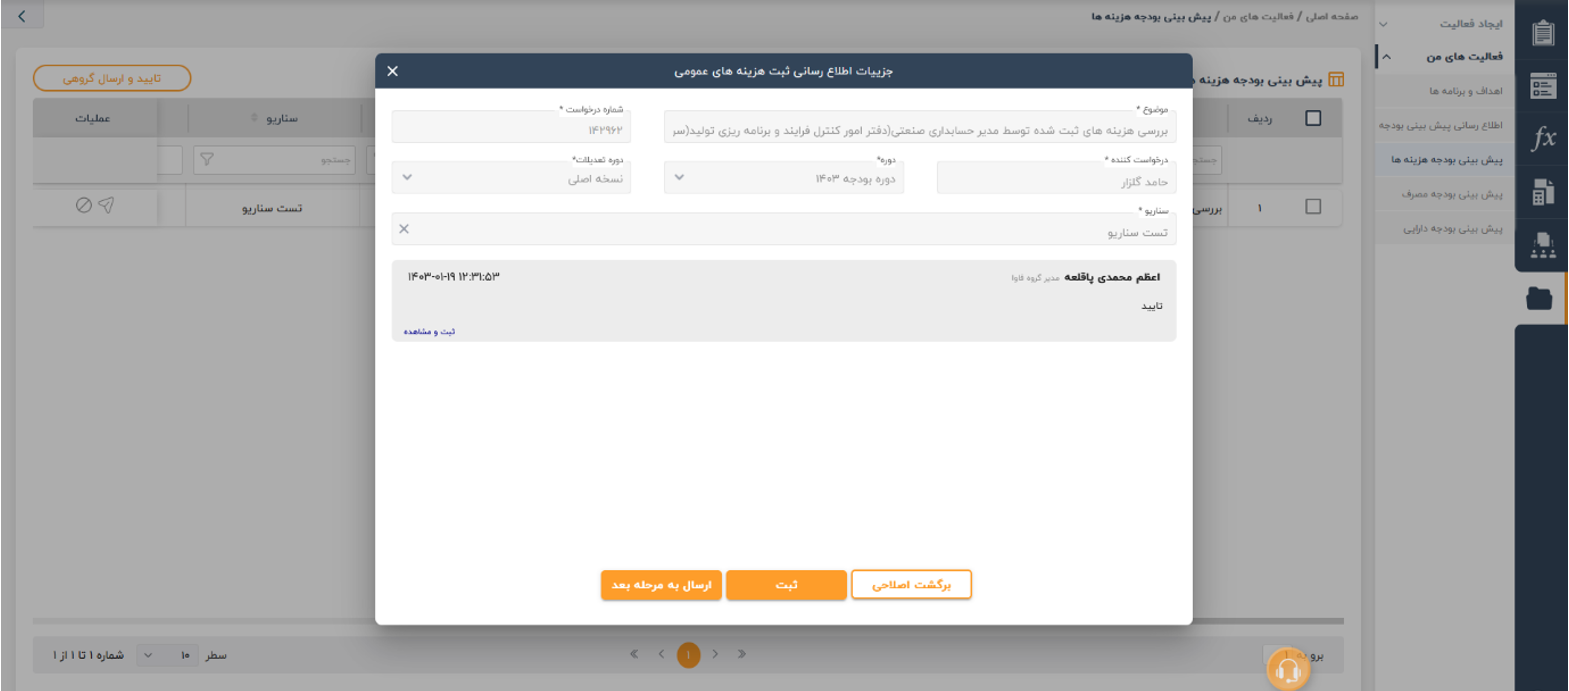 صفحه اصلی / فعالیت های من / پیش بینی بودجه هزینه ها
ایجاد فعالیت
فعالیت های من
اهداف و برنامه ها
اطلاع رسانی پیش بینی بودجه
پیش بینی بودجه هزینه ها
پیش بینی بودجه مصرف
پیش بینی بودجه دارایی
fx
پیش بینی بودجه هزینه
تایید و ارسال گروهی
ردیف
سناریو
عملیات
جستجو
۱
بررسی
تست سناریو
جزییات اطلاع رسانی ثبت هزینه های عمومی
موضوع *
بررسی هزینه های ثبت شده توسط مدیر حسابداری صنعتی(دفتر امور کنترل فرایند و برنامه ریزی تولید(سر
شماره درخواست *
۱۴۲۹۶۲
درخواست کننده *
حامد گلزار
دوره*
دوره بودجه ۱۴۰۳
دوره تعدیلات*
نسخه اصلی
سناریو *
تست سناریو
اعظم محمدی پاقلعه مدیر گروه فاوا
۱۴۰۳-۰۱-۱۹ ۱۲:۳۱:۵۳
تایید
ثبت و مشاهده
برگشت اصلاحی
ثبت
ارسال به مرحله بعد
برو به ۱
۱
سطر ۱۰
شماره ۱ تا ۱ از ۱